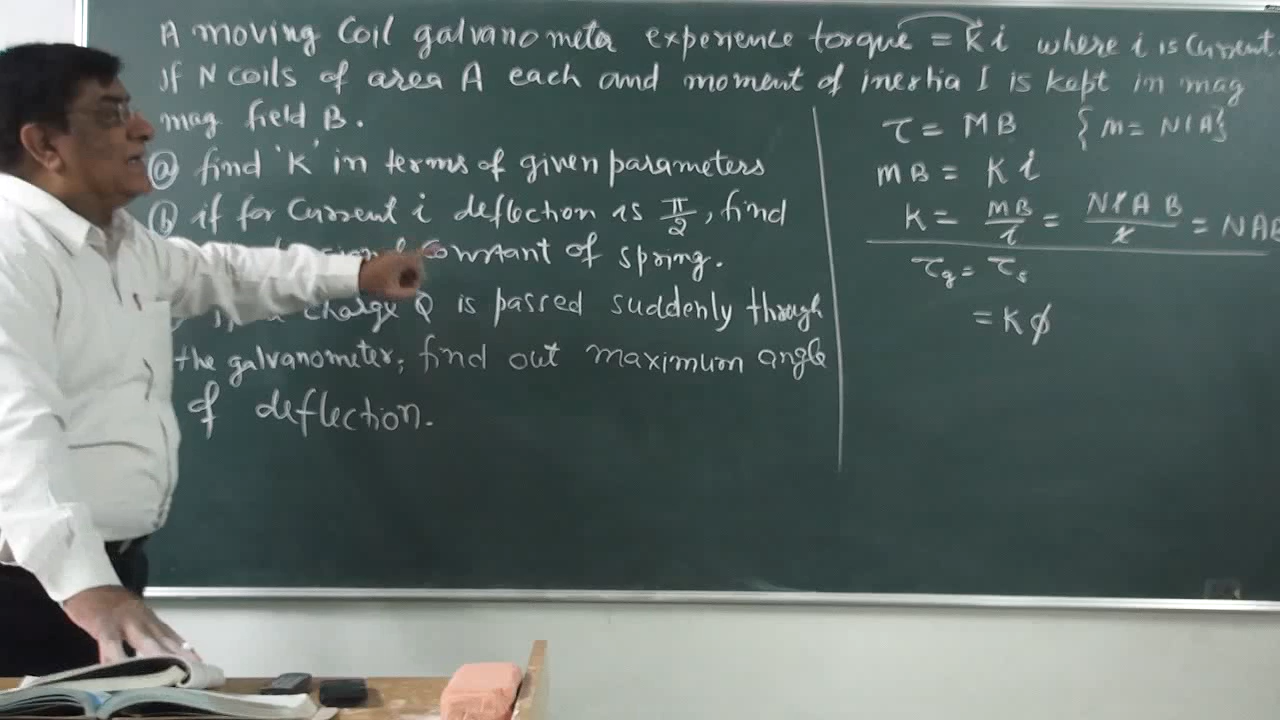 A moving Coil galvanometer experience torque = Ki where i is Current.
If N coils of area A each and moment of inertia I is kept in mag
mag field B.
(a) find 'K' in terms of given parameters
(b) if for Current i deflection is π/2, find
Constant of spring.
charge Q is passed suddenly through
the galvanometer, find out maximum angle
of deflection.
τ = MB {m = NiA}
MB = Ki
K = MB/i = NiAB/i = NAB
τg = τs
= Kϕ